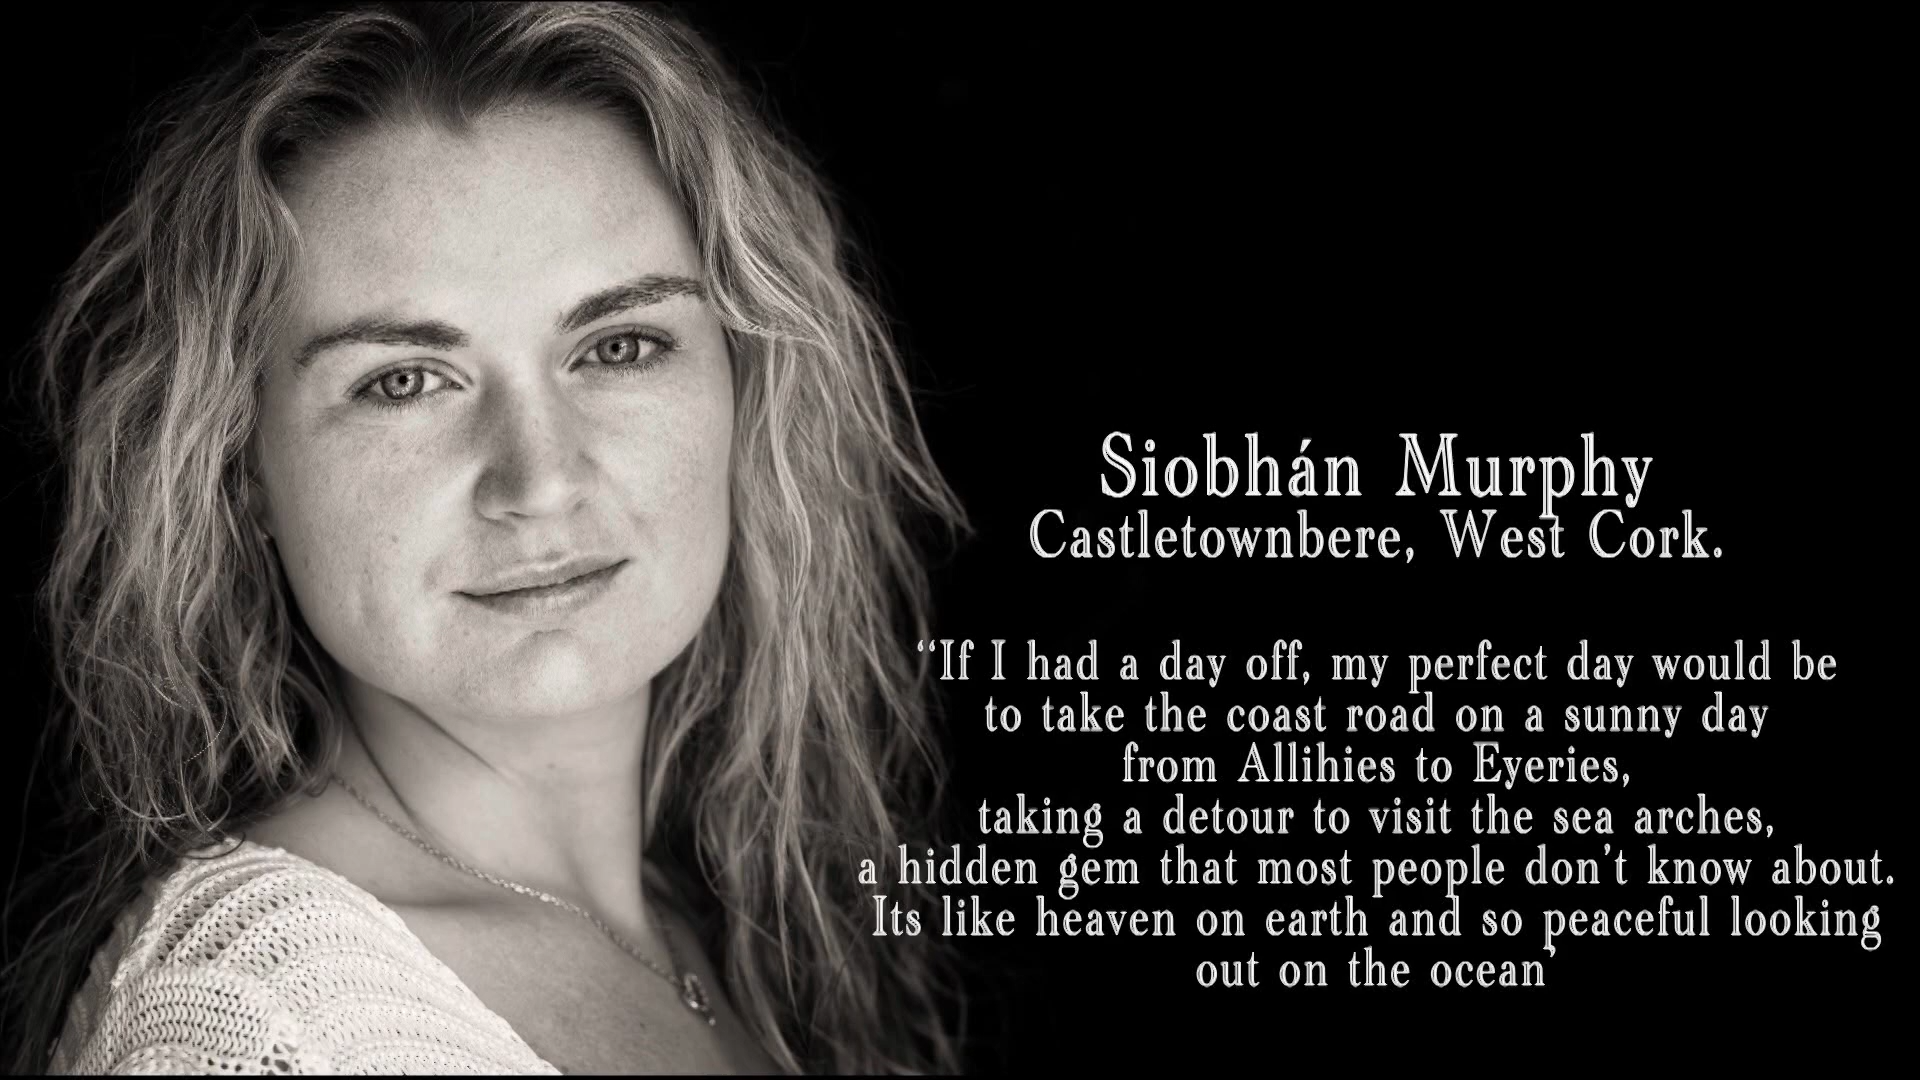 Siobhán Murphy
Castletownbere, West Cork.
“If I had a day off, my perfect day would be
to take the coast road on a sunny day
from Allihies to Eyeries,
taking a detour to visit the sea arches,
a hidden gem that most people don’t know about.
Its like heaven on earth and so peaceful looking
out on the ocean’